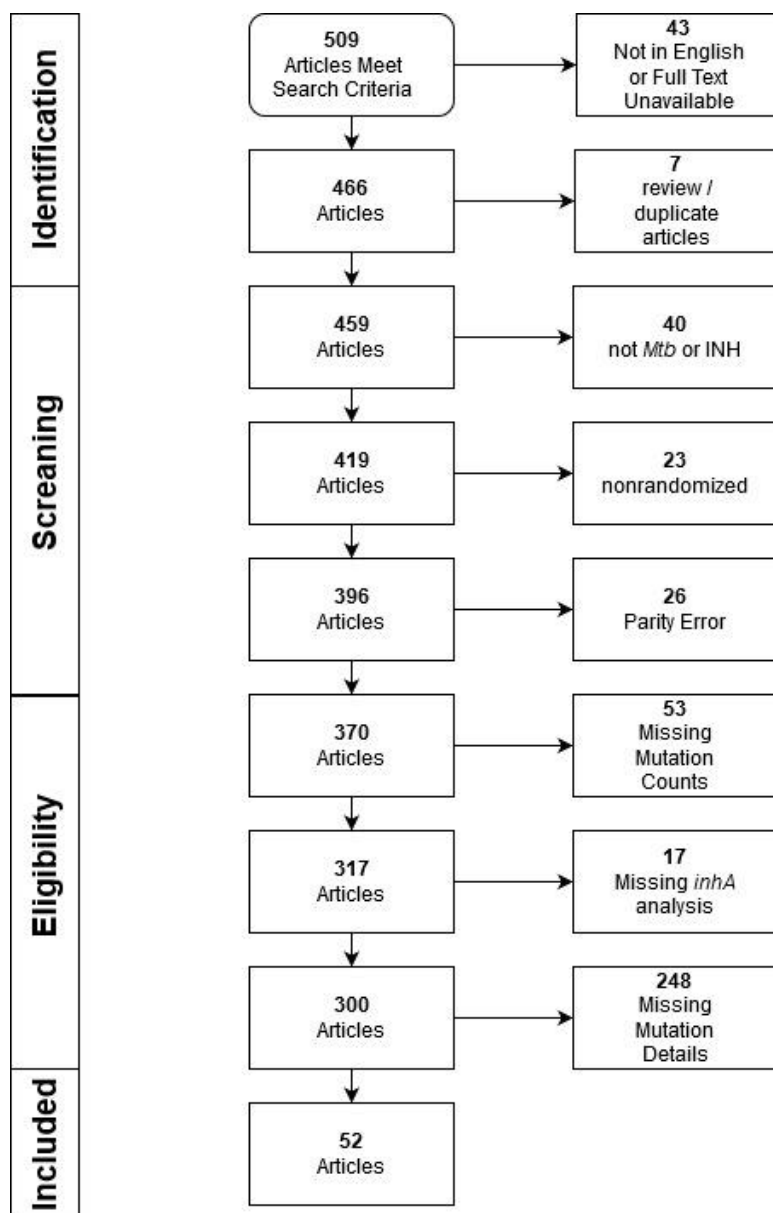 Identification
509
Articles Meet
Search Criteria
43
Not in English
or Full Text
Unavailable
466
Articles
7
review /
duplicate
articles
Screaning
459
Articles
40
not Mtb or INH
419
Articles
23
nonrandomized
396
Articles
26
Parity Error
Eligibility
370
Articles
53
Missing
Mutation
Counts
317
Articles
17
Missing inhA
analysis
300
Articles
248
Missing
Mutation
Details
Included
52
Articles